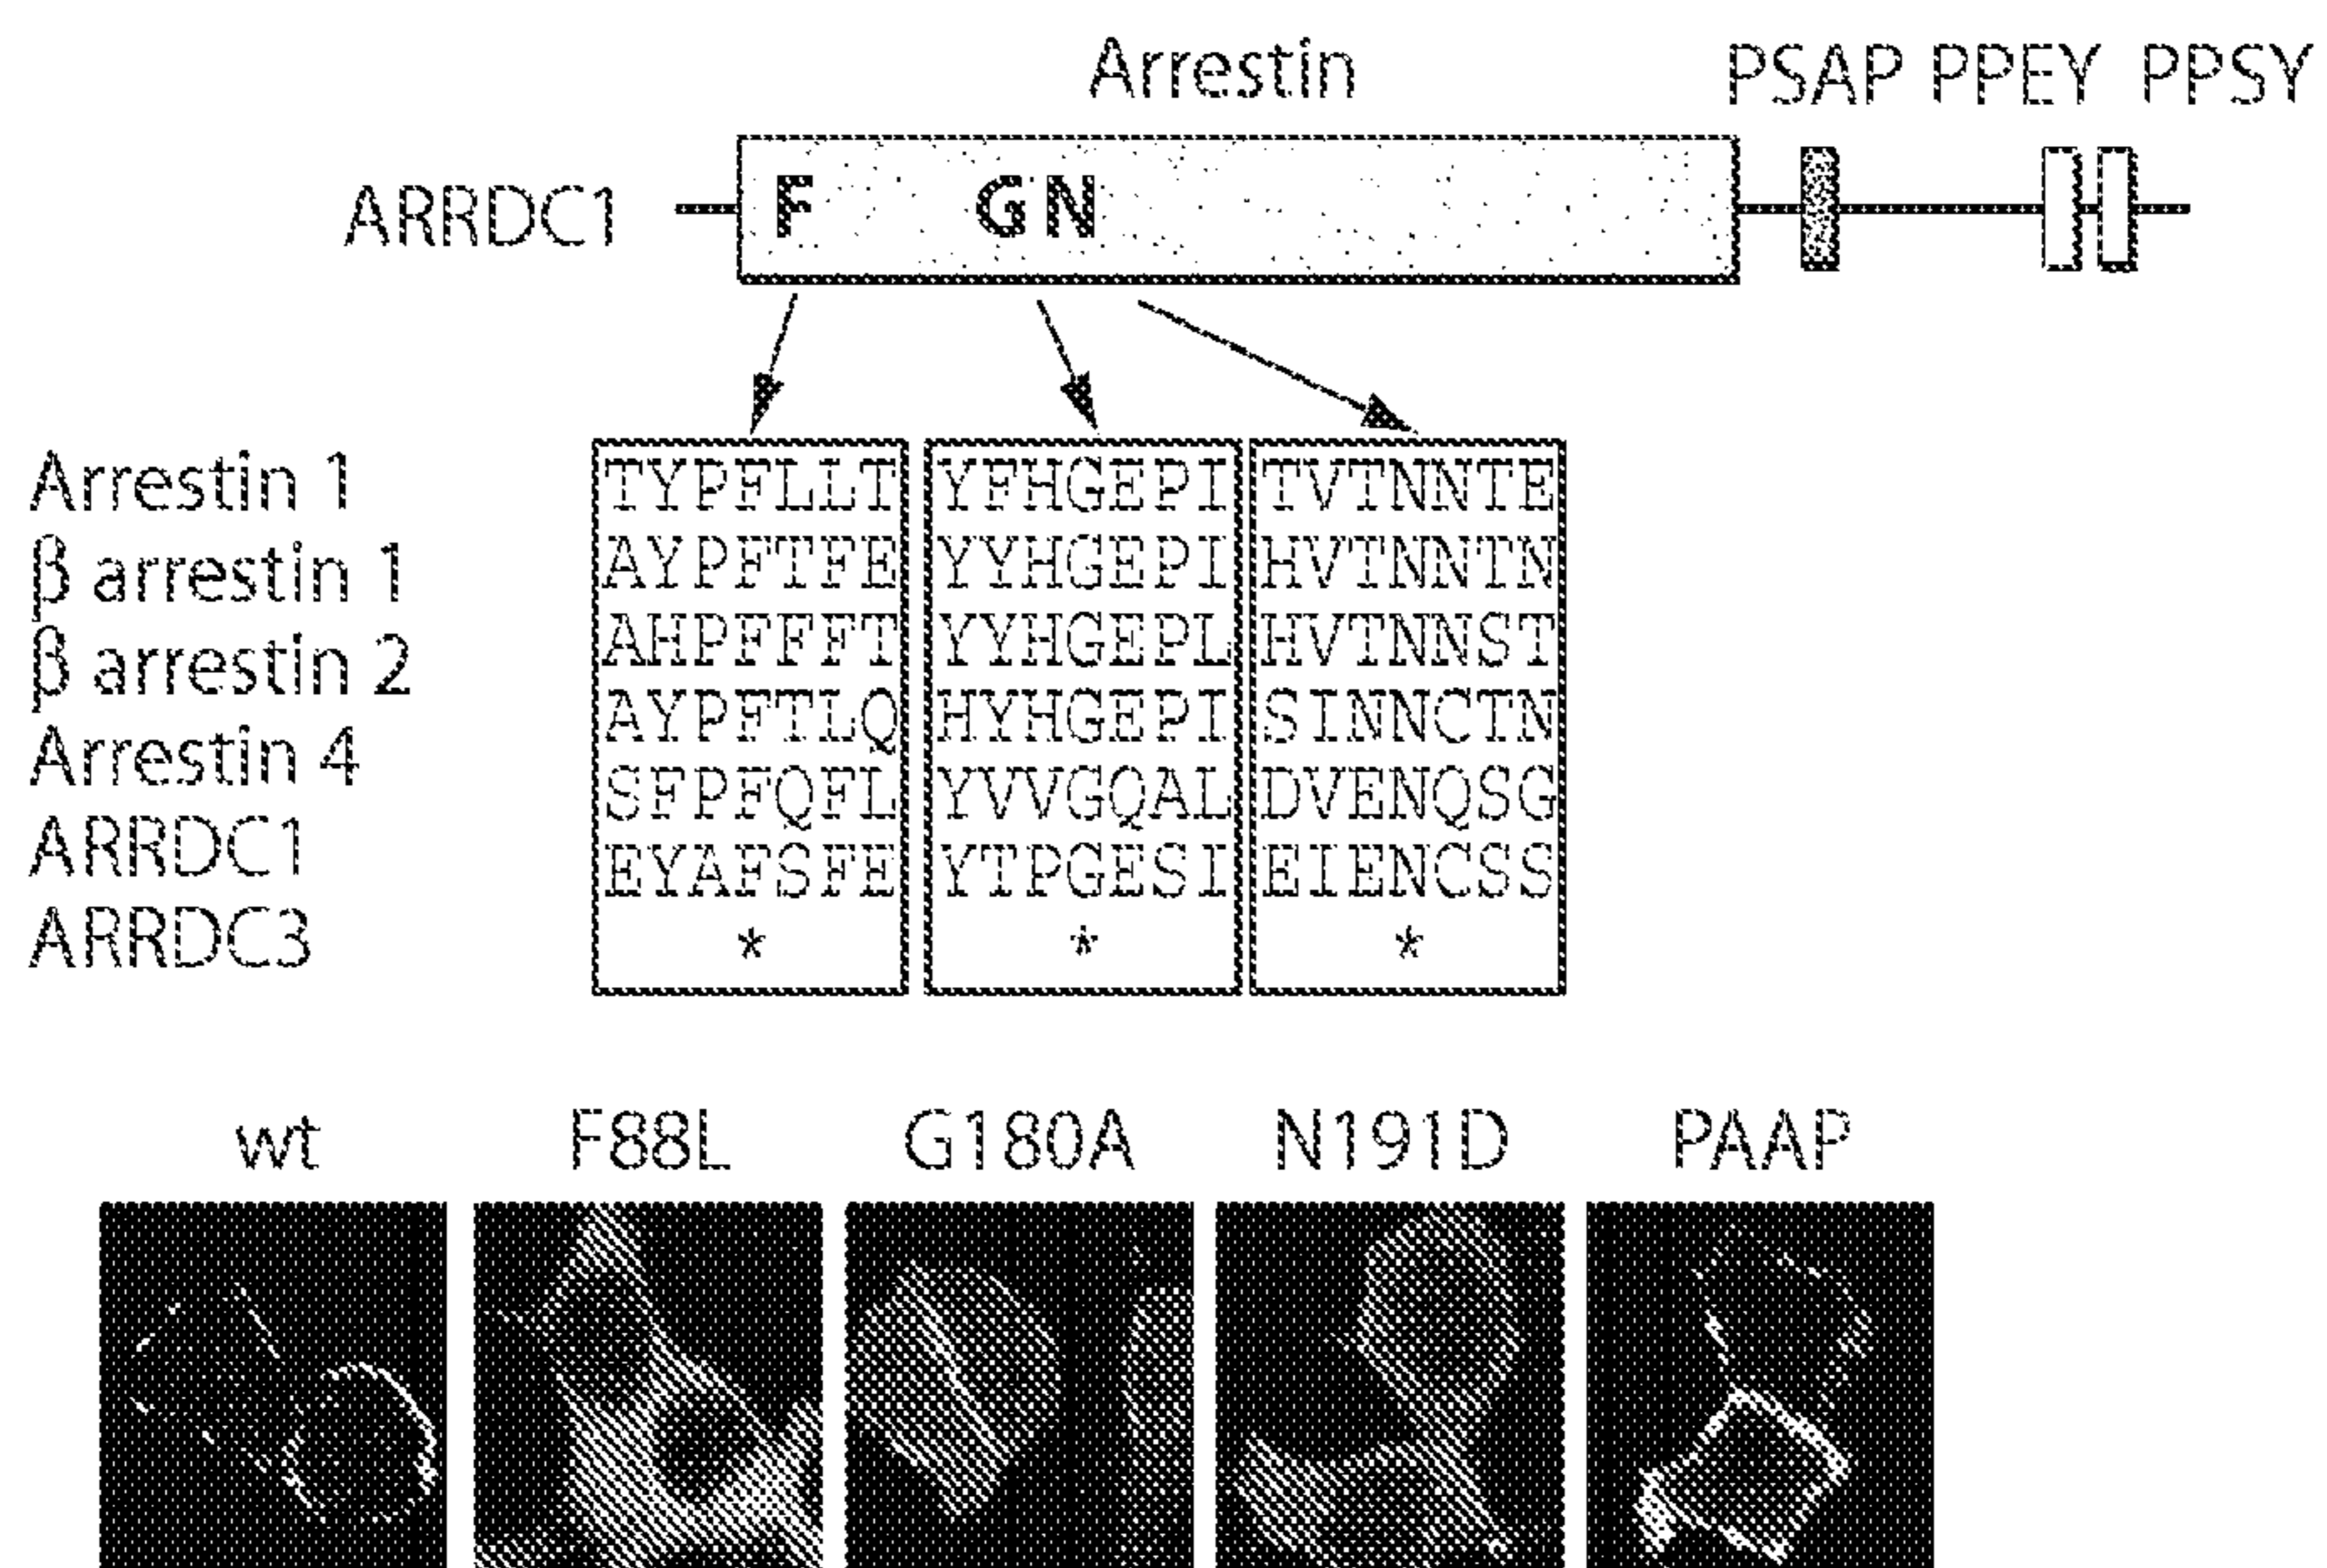 Arrestin PSAP PPEY PPSY
ARRDC1 F GN
Arrestin 1
β arrestin 1
β arrestin 2
Arrestin 4
ARRDC1
ARRDC3
TYPFLLT YFHGEPI TVTNNTE
AYPFTFE YYHGEPI HVTNNTN
AHPFFFT YYHGEPL HVTNNST
AYPFTLQ HYHGEPI SINNCTN
SFPFQFL YVVGQAL DVENQSG
EYAFSFE YTPGESI EIENCSS
* * *
wt F88L G180A N191D PAAP